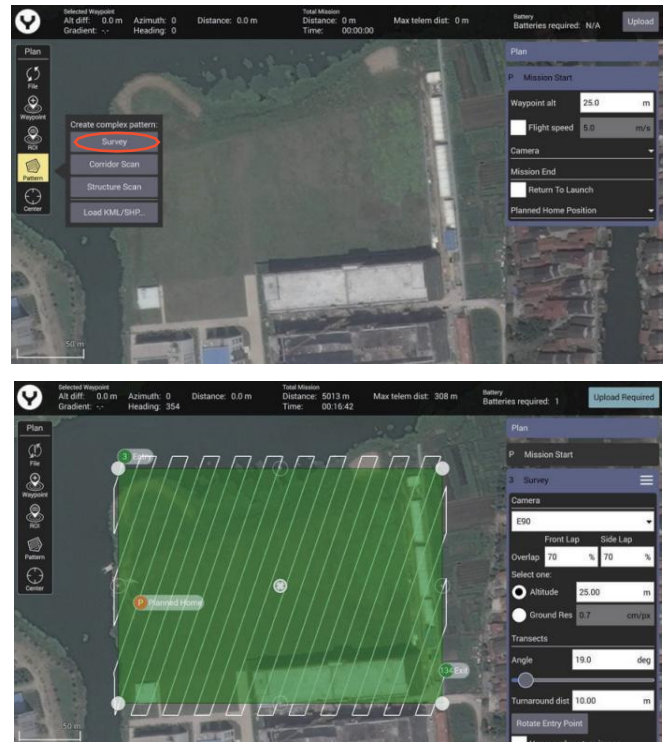 Selected Waypoint
Alt diff: 0.0 m Azimuth: 0 Distance: 0.0 m
Gradient: -.- Heading: 0
Total Mission
Distance: 0 m Max telem dist: 0 m
Time: 00:00:00
Battery
Batteries required: N/A
Upload
Plan
File
Waypoint
ROI
Pattern
Center
Create complex pattern:
Survey
Corridor Scan
Structure Scan
Load KML/SHP...
50 m
Plan
P Mission Start
Waypoint alt 25.0 m
Flight speed 5.0 m/s
Camera
Mission End
Return To Launch
Planned Home Position
Selected Waypoint
Alt diff: 0.0 m Azimuth: 0 Distance: 0.0 m
Gradient: -.- Heading: 354
Total Mission
Distance: 5013 m Max telem dist: 308 m
Time: 00:16:42
Battery
Batteries required: 1
Upload Required
Plan
File
Waypoint
ROI
Pattern
Center
3 Entry
P Planned Home
134 Exit
50 m
Plan
P Mission Start
3 Survey
Camera
E90
Front Lap Side Lap
Overlap 70 % 70 %
Select one:
Altitude 25.00 m
Ground Res 0.7 cm/px
Transects
Angle 19.0 deg
Turnaround dist 10.00 m
Rotate Entry Point